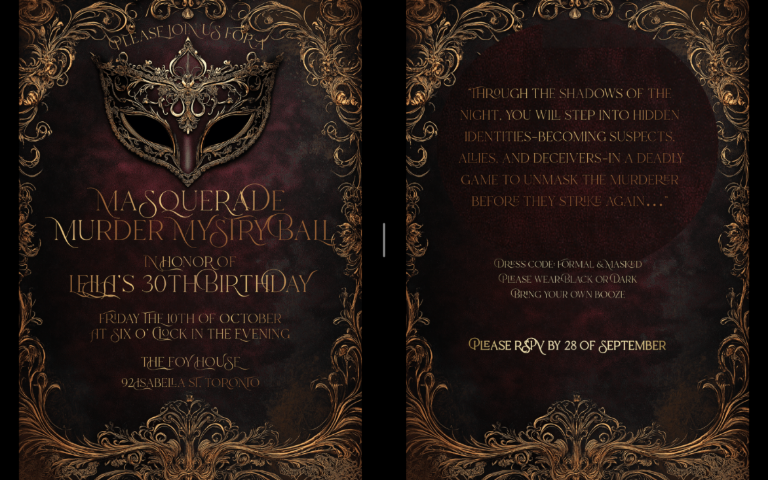 PLEASE JOIN US FOR A
MASQUERADE
MURDER MYSTRY BALL
IN HONOR OF
LEILA'S 30TH BIRTHDAY
FRIDAY THE 10TH OF OCTOBER
AT SIX O' CLOCK IN THE EVENING
THE FOY HOUSE
92 ISABELLA ST, TORONTO
"THROUGH THE SHADOWS OF THE
NIGHT, YOU WILL STEP INTO HIDDEN
IDENTITIES-BECOMING SUSPECTS,
ALLIES, AND DECEIVERS-IN A DEADLY
GAME TO UNMASK THE MURDERER
BEFORE THEY STRIKE AGAIN..."
DRESS CODE: FORMAL & MASKED
PLEASE WEAR BLACK OR DARK
BRING YOUR OWN BOOZE
PLEASE RSPV BY 28 OF SEPTEMBER